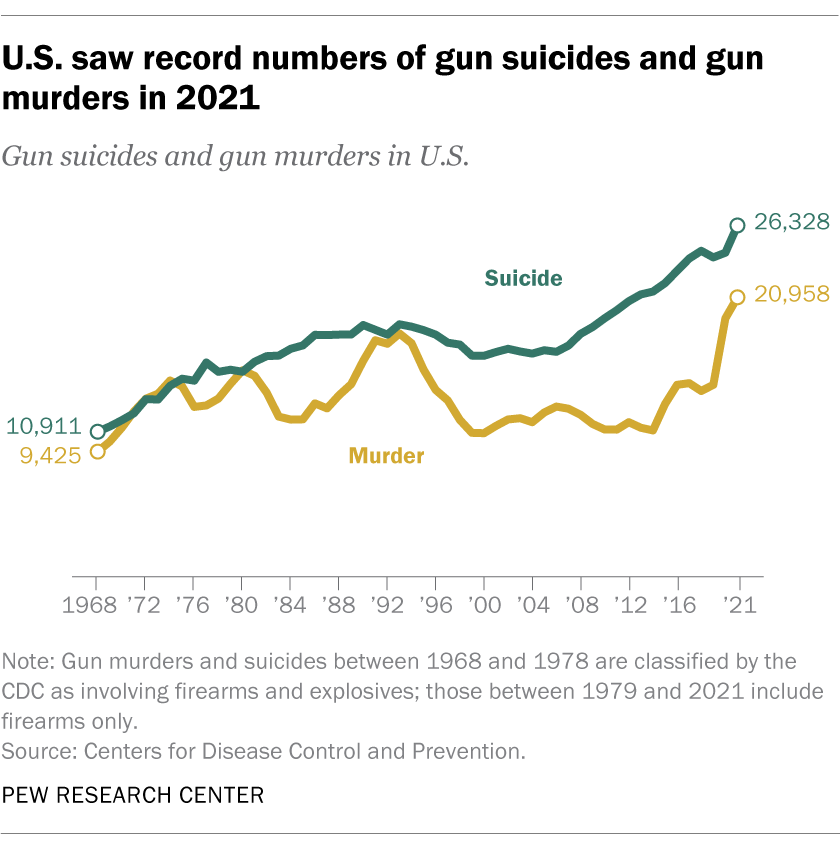 U.S. saw record numbers of gun suicides and gun
murders in 2021
Gun suicides and gun murders in U.S.
26,328
Suicide
20,958
10,911
9,425
Murder
1968 ’72 ’76 ’80 ’84 ’88 ’92 ’96 ’00 ’04 ’08 ’12 ’16 ’21
Note: Gun murders and suicides between 1968 and 1978 are classified by the
CDC as involving firearms and explosives; those between 1979 and 2021 include
firearms only.
Source: Centers for Disease Control and Prevention.
PEW RESEARCH CENTER